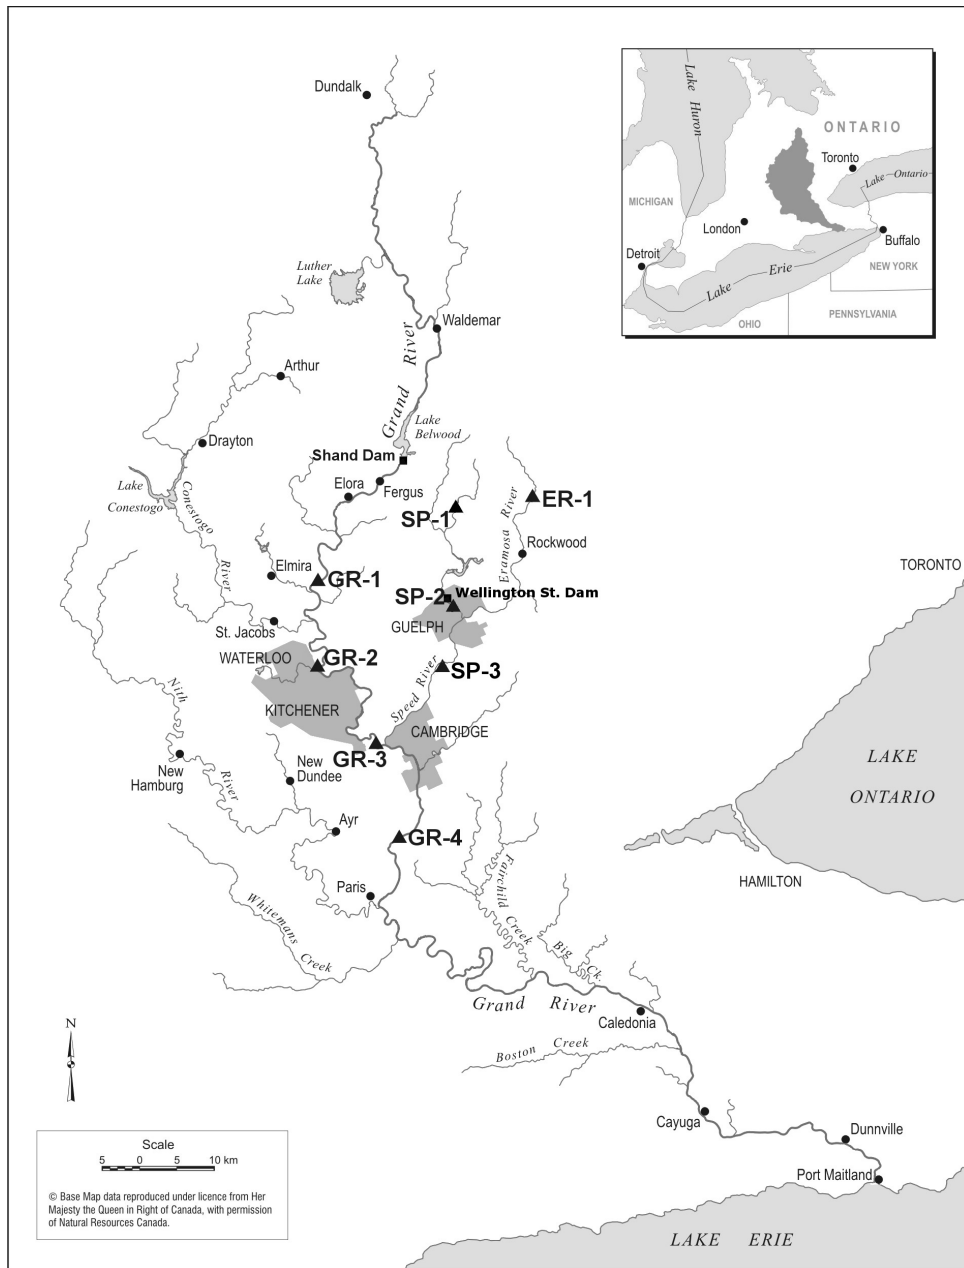 Dundalk
Lake Huron
ONTARIO
Toronto
Lake Ontario
MICHIGAN
London
Buffalo
Detroit
NEW YORK
Lake Erie
PENNSYLVANIA
OHIO
Luther
Lake
Waldemar
Grand River
Arthur
Lake
Belwood
Drayton
Shand Dam
Elora
Fergus
Lake
Conestogo
Conestogo River
SP-1
ER-1
Eramosa River
Rockwood
Elmira
GR-1
TORONTO
SP-2
Wellington St. Dam
GUELPH
St. Jacobs
WATERLOO
GR-2
SP-3
Speed River
KITCHENER
CAMBRIDGE
Nith River
GR-3
New
Hamburg
New
Dundee
LAKE
ONTARIO
Ayr
GR-4
HAMILTON
Paris
Fairchild Creek
Whitemans Creek
Big Ck.
Grand River
Caledonia
Boston Creek
N
Cayuga
Dunnville
Port Maitland
Scale
5 0 5 10 km
© Base Map data reproduced under licence from Her
Majesty the Queen in Right of Canada, with permission
of Natural Resources Canada.
LAKE ERIE